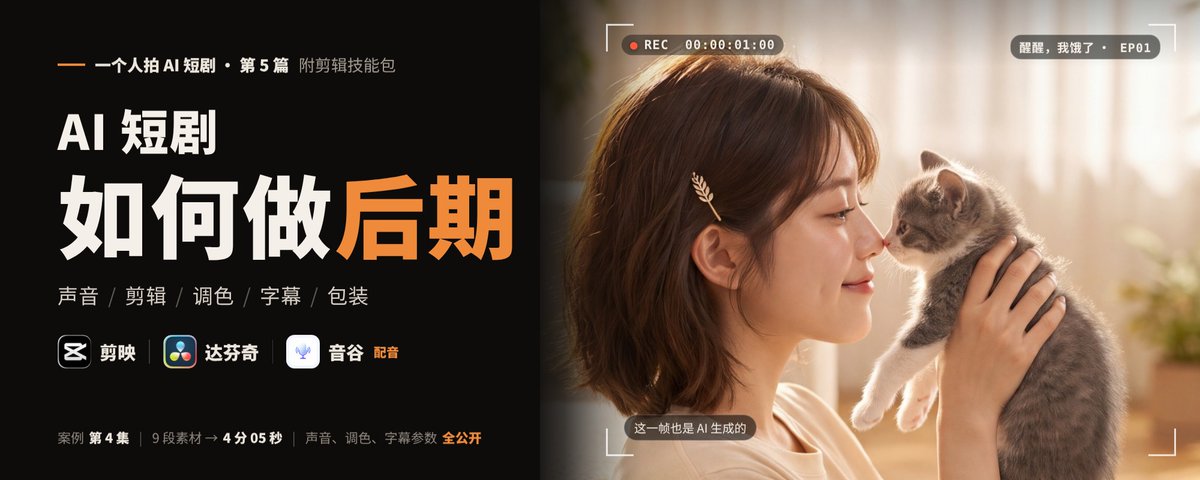 一个人拍 AI 短剧 · 第 5 篇 附剪辑技能包
AI 短剧
如何做后期
声音 / 剪辑 / 调色 / 字幕 / 包装
剪映 达芬奇 音谷 配音
案例 第 4 集 | 9 段素材 → 4 分 05 秒 | 声音、调色、字幕参数 全公开
REC 00:00:01:00
醒醒，我饿了 · EP01
这一帧也是 AI 生成的